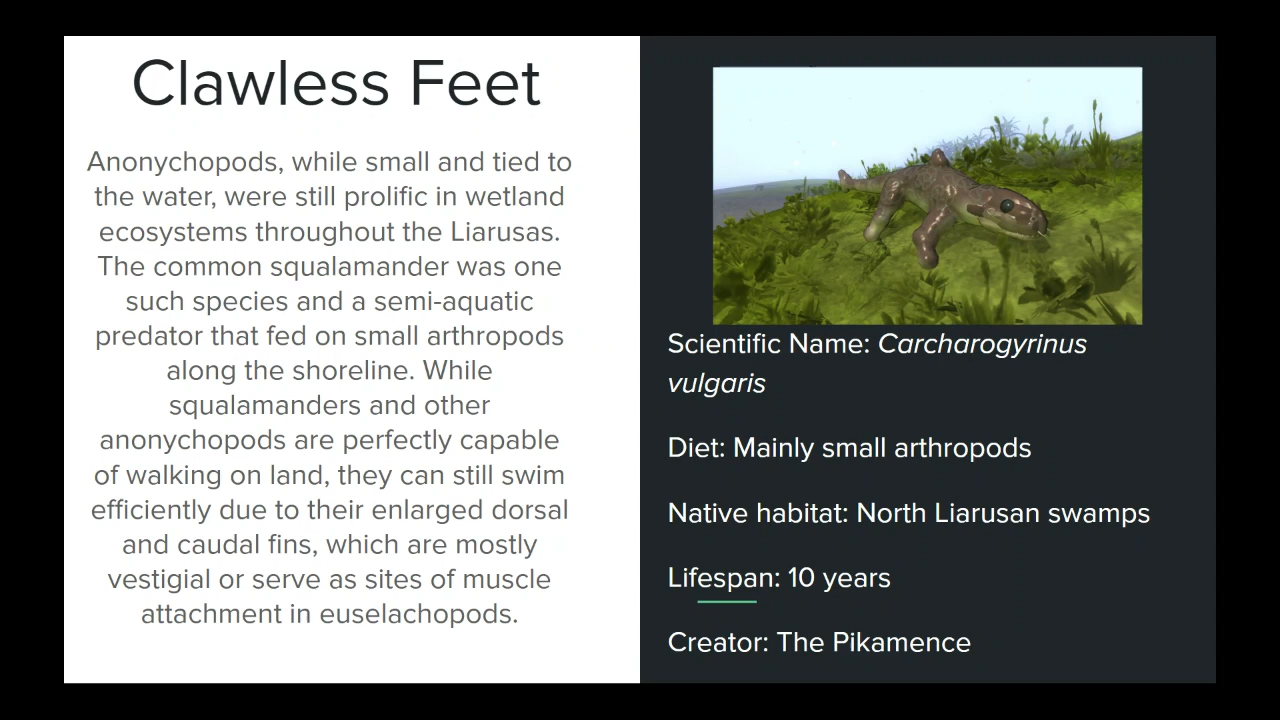 Clawless Feet
Anonychopods, while small and tied to
the water, were still prolific in wetland
ecosystems throughout the Liarusas.
The common squalamander was one
such species and a semi-aquatic
predator that fed on small arthropods
along the shoreline. While
squalamanders and other
anonychopods are perfectly capable
of walking on land, they can still swim
efficiently due to their enlarged dorsal
and caudal fins, which are mostly
vestigial or serve as sites of muscle
attachment in euselachopods.
Scientific Name: Carcharogyrinus
vulgaris
Diet: Mainly small arthropods
Native habitat: North Liarusan swamps
Lifespan: 10 years
Creator: The Pikamence